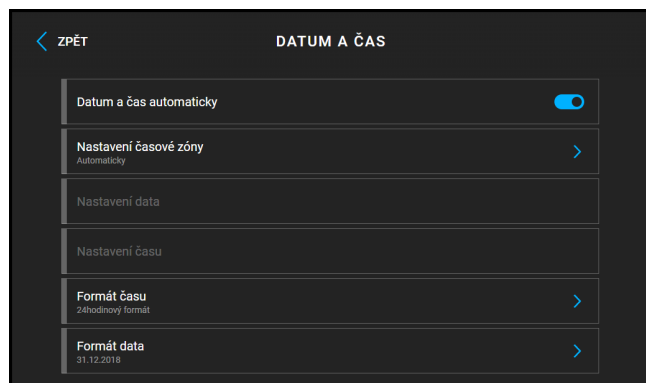 ZPĚT
DATUM A ČAS
Datum a čas automaticky
Nastavení časové zóny
Automaticky
Nastavení data
Nastavení času
Formát času
24hodinový formát
Formát data
31.12.2018